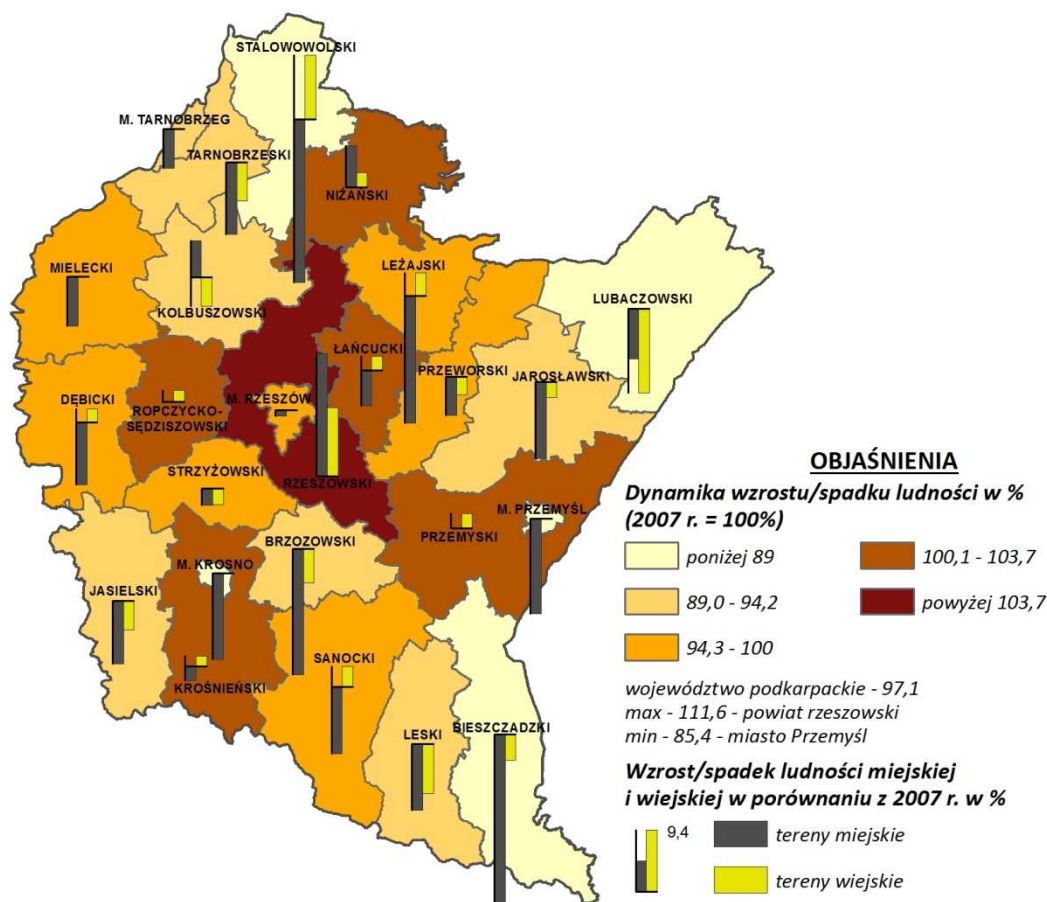 STALOWOWOLSKI
M. TARNOBRZEG
TARNOBRZESKI
NIŻAŃSKI
MIELECKI
LEŻAJSKI
KOLBUSZOWSKI
LUBACZOWSKI
ŁAŃCUCKI
PRZEWORSKI
JAROSŁAWSKI
DĘBICKI
ROPCZYCKO-
SĘDZISZOWSKI
M. RZESZÓW
STRZYŻOWSKI
RZESZOWSKI
PRZEMYSKI
M. PRZEMYŚL
BRZOZOWSKI
M. KROSNO
JASIELSKI
KROŚNIEŃSKI
SANOCKI
LESKI
BIESZCZADZKI
OBJAŚNIENIA
Dynamika wzrostu/spadku ludności w %
(2007 r. = 100%)
poniżej 89
100,1 - 103,7
89,0 - 94,2
powyżej 103,7
94,3 - 100
województwo podkarpackie - 97,1
max - 111,6 - powiat rzeszowski
min - 85,4 - miasto Przemyśl
Wzrost/spadek ludności miejskiej
i wiejskiej w porównaniu z 2007 r. w %
9,4
tereny miejskie
tereny wiejskie